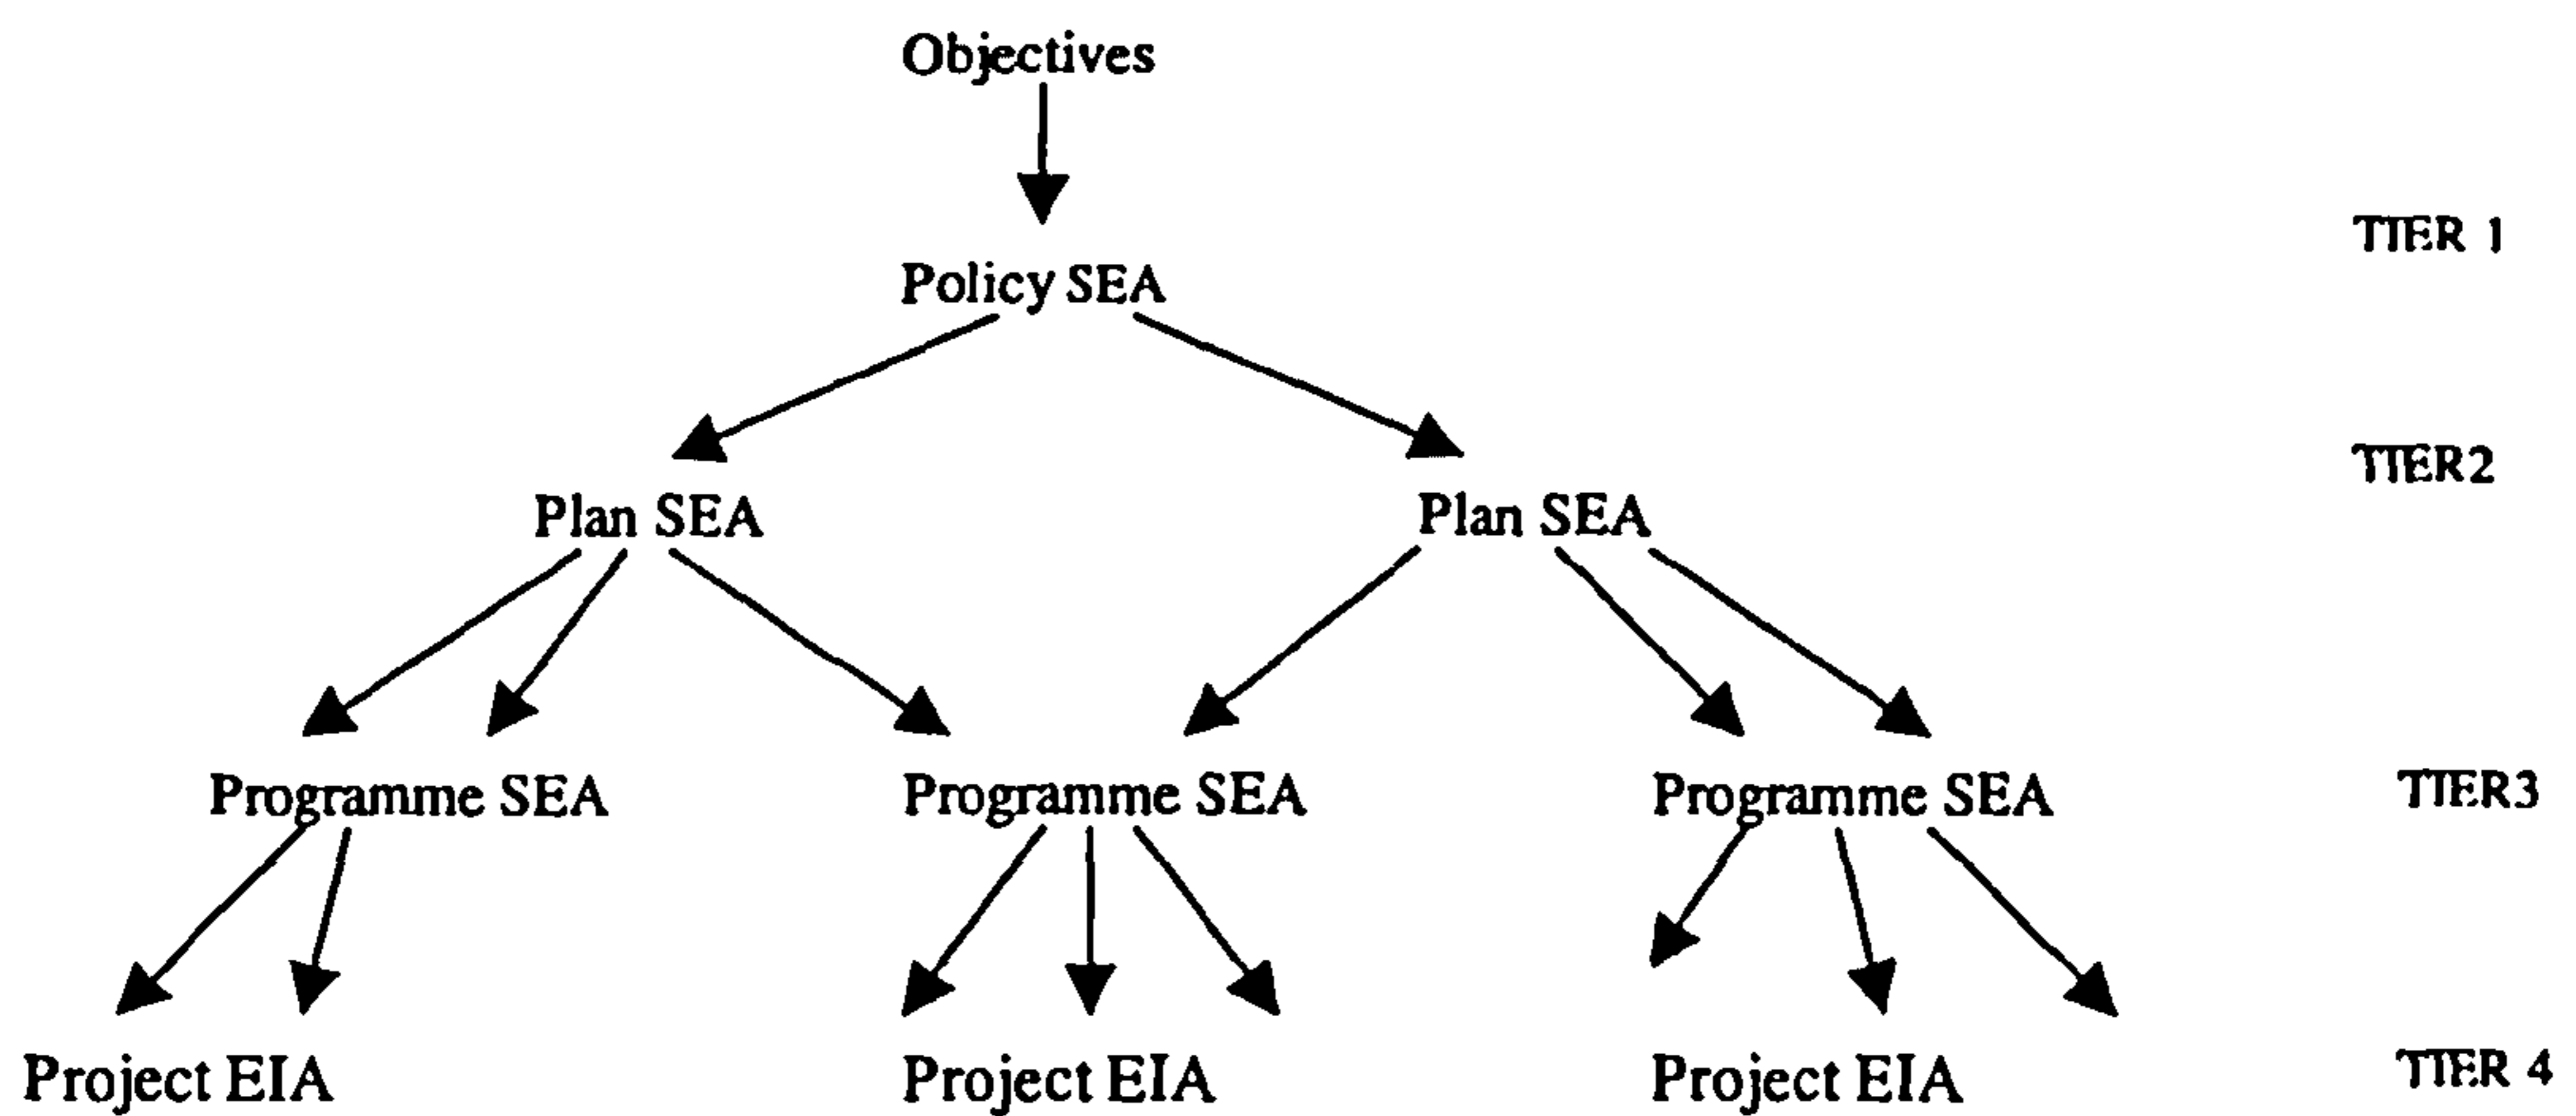 Objectives
TIER 1
Policy SEA
TIER2
Plan SEA Plan SEA
Programme SEA Programme SEA Programme SEA TIER3
Project EIA Project EIA Project EIA TIER 4